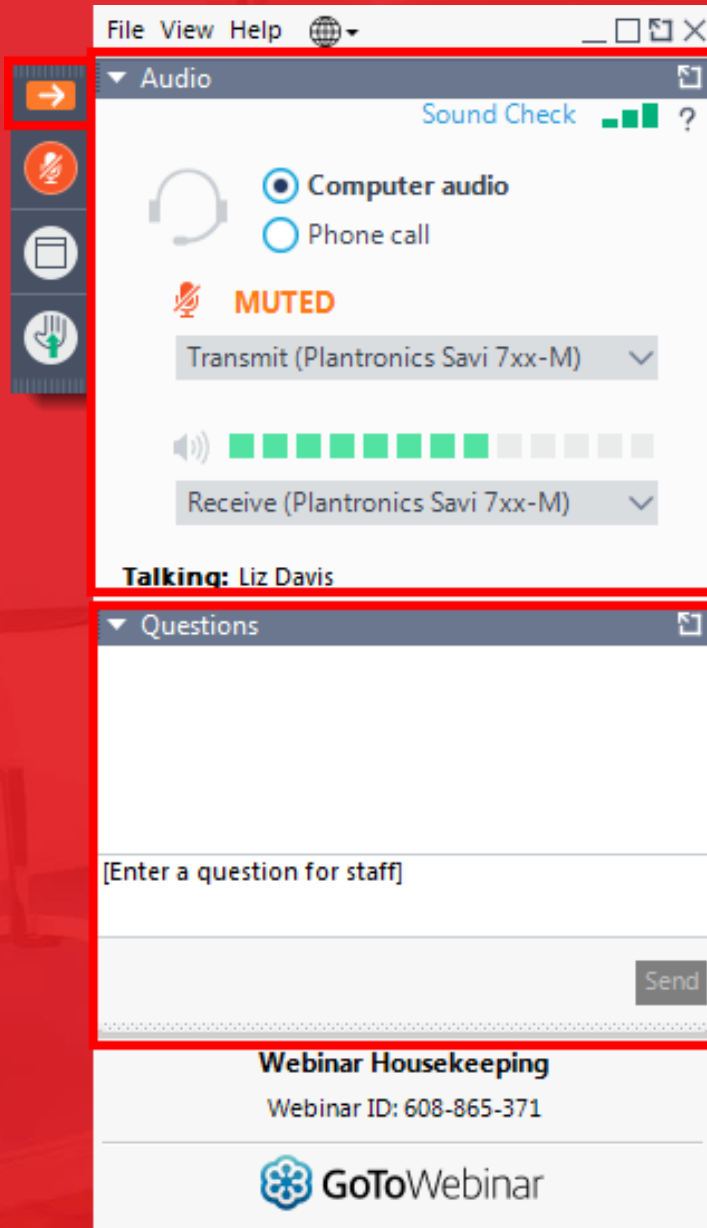 File View Help
Audio
Sound Check ?
Computer audio
Phone call
MUTED
Transmit (Plantronics Savi 7xx-M)
Receive (Plantronics Savi 7xx-M)
Talking: Liz Davis
Questions
[Enter a question for staff]
Send
Webinar Housekeeping
Webinar ID: 608-865-371
GoToWebinar